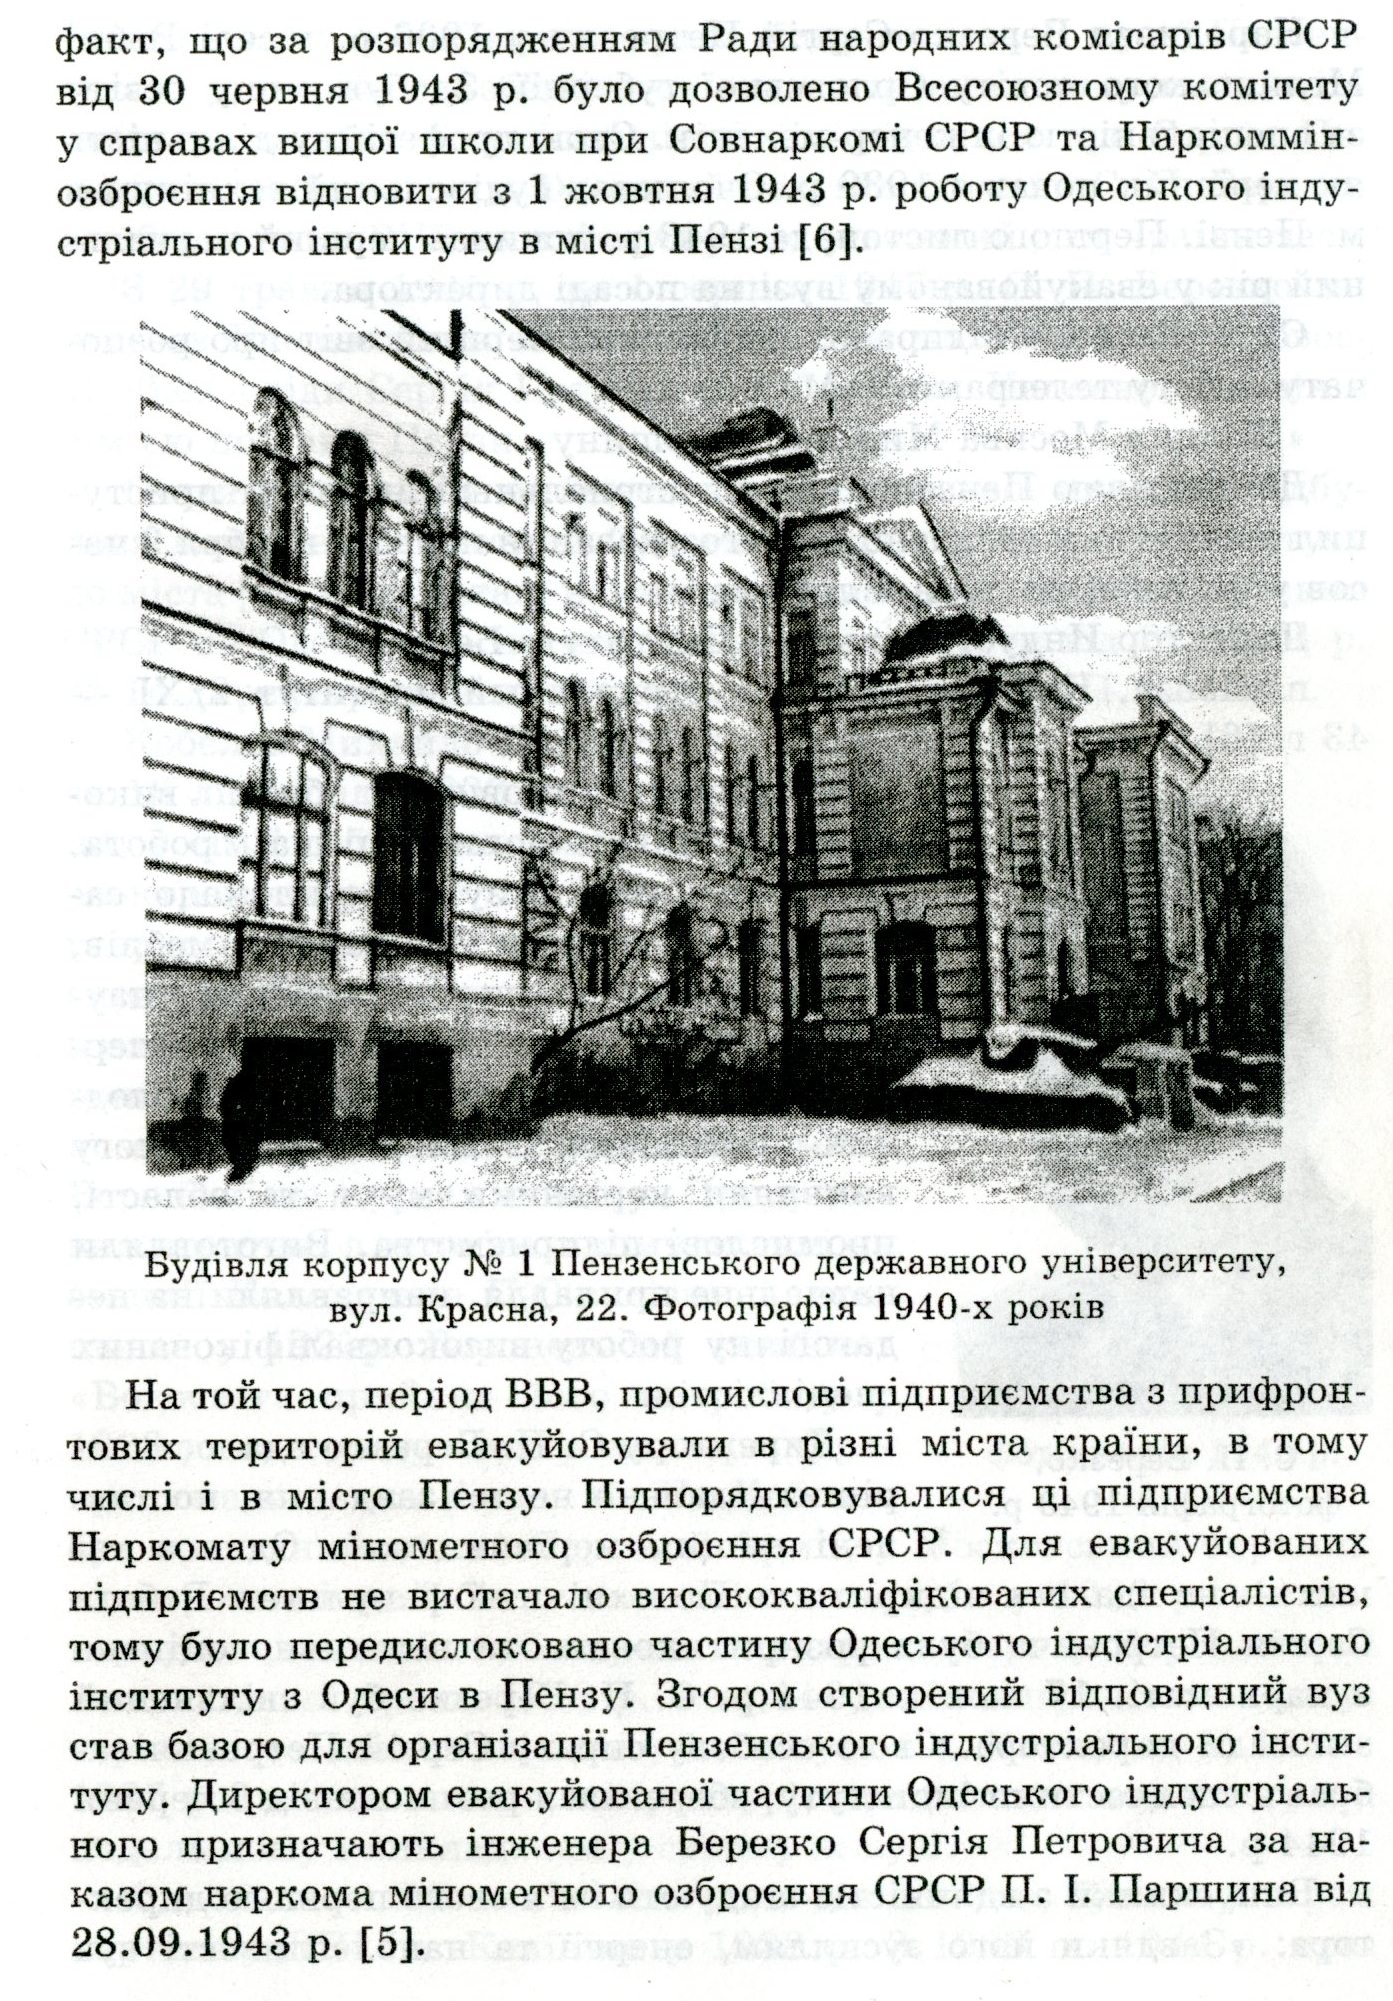 факт, що за розпорядженням Ради народних комісарів СРСР
від 30 червня 1943 р. було дозволено Всесоюзному комітету
у справах вищої школи при Совнаркомі СРСР та Наркоммін-
озброєння відновити з 1 жовтня 1943 р. роботу Одеського інду-
стріального інституту в місті Пензі [6].
Будівля корпусу № 1 Пензенського державного університету,
вул. Красна, 22. Фотографія 1940-х років
На той час, період ВВВ, промислові підприємства з прифрон-
тових територій евакуйовували в різні міста країни, в тому
числі і в місто Пензу. Підпорядковувалися ці підприємства
Наркомату мінометного озброєння СРСР. Для евакуйованих
підприємств не вистачало висококваліфікованих спеціалістів,
тому було передислоковано частину Одеського індустріального
інституту з Одеси в Пензу. Згодом створений відповідний вуз
став базою для організації Пензенського індустріального інсти-
туту. Директором евакуйованої частини Одеського індустріаль-
ного призначають інженера Березко Сергія Петровича за на-
казом наркома мінометного озброєння СРСР П. І. Паршина від
28.09.1943 р. [5].